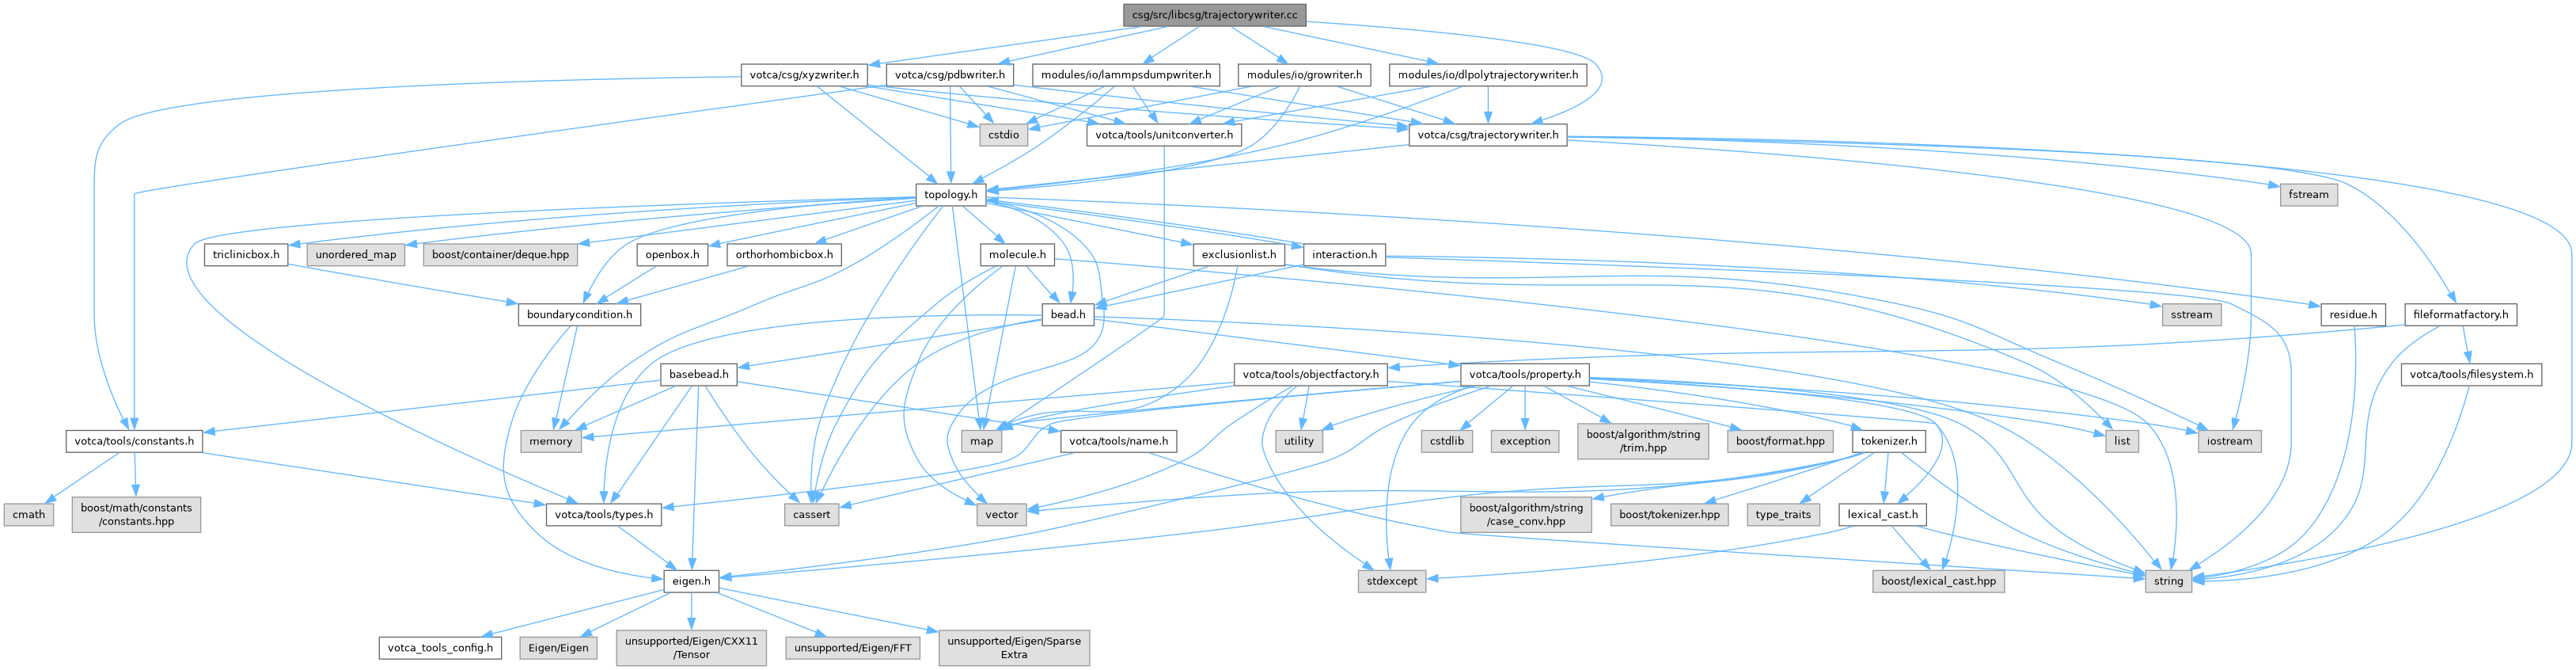 csg/src/libcsg/trajectorywriter.cc
votca/csg/xyzwriter.h
votca/csg/pdbwriter.h
modules/io/lammpsdumpwriter.h
modules/io/growriter.h
modules/io/dlpolytrajectorywriter.h
cstdio
votca/tools/unitconverter.h
votca/csg/trajectorywriter.h
topology.h
fstream
triclinicbox.h
unordered_map
boost/container/deque.hpp
openbox.h
orthorhombicbox.h
molecule.h
exclusionlist.h
interaction.h
boundarycondition.h
bead.h
sstream
residue.h
fileformatfactory.h
basebead.h
votca/tools/objectfactory.h
votca/tools/property.h
votca/tools/filesystem.h
votca/tools/constants.h
memory
map
votca/tools/name.h
utility
cstdlib
exception
boost/algorithm/string
/trim.hpp
boost/format.hpp
tokenizer.h
list
iostream
cmath
boost/math/constants
/constants.hpp
votca/tools/types.h
cassert
vector
boost/algorithm/string
/case_conv.hpp
boost/tokenizer.hpp
type_traits
lexical_cast.h
eigen.h
stdexcept
boost/lexical_cast.hpp
string
votca_tools_config.h
Eigen/Eigen
unsupported/Eigen/CXX11
/Tensor
unsupported/Eigen/FFT
unsupported/Eigen/Sparse
Extra